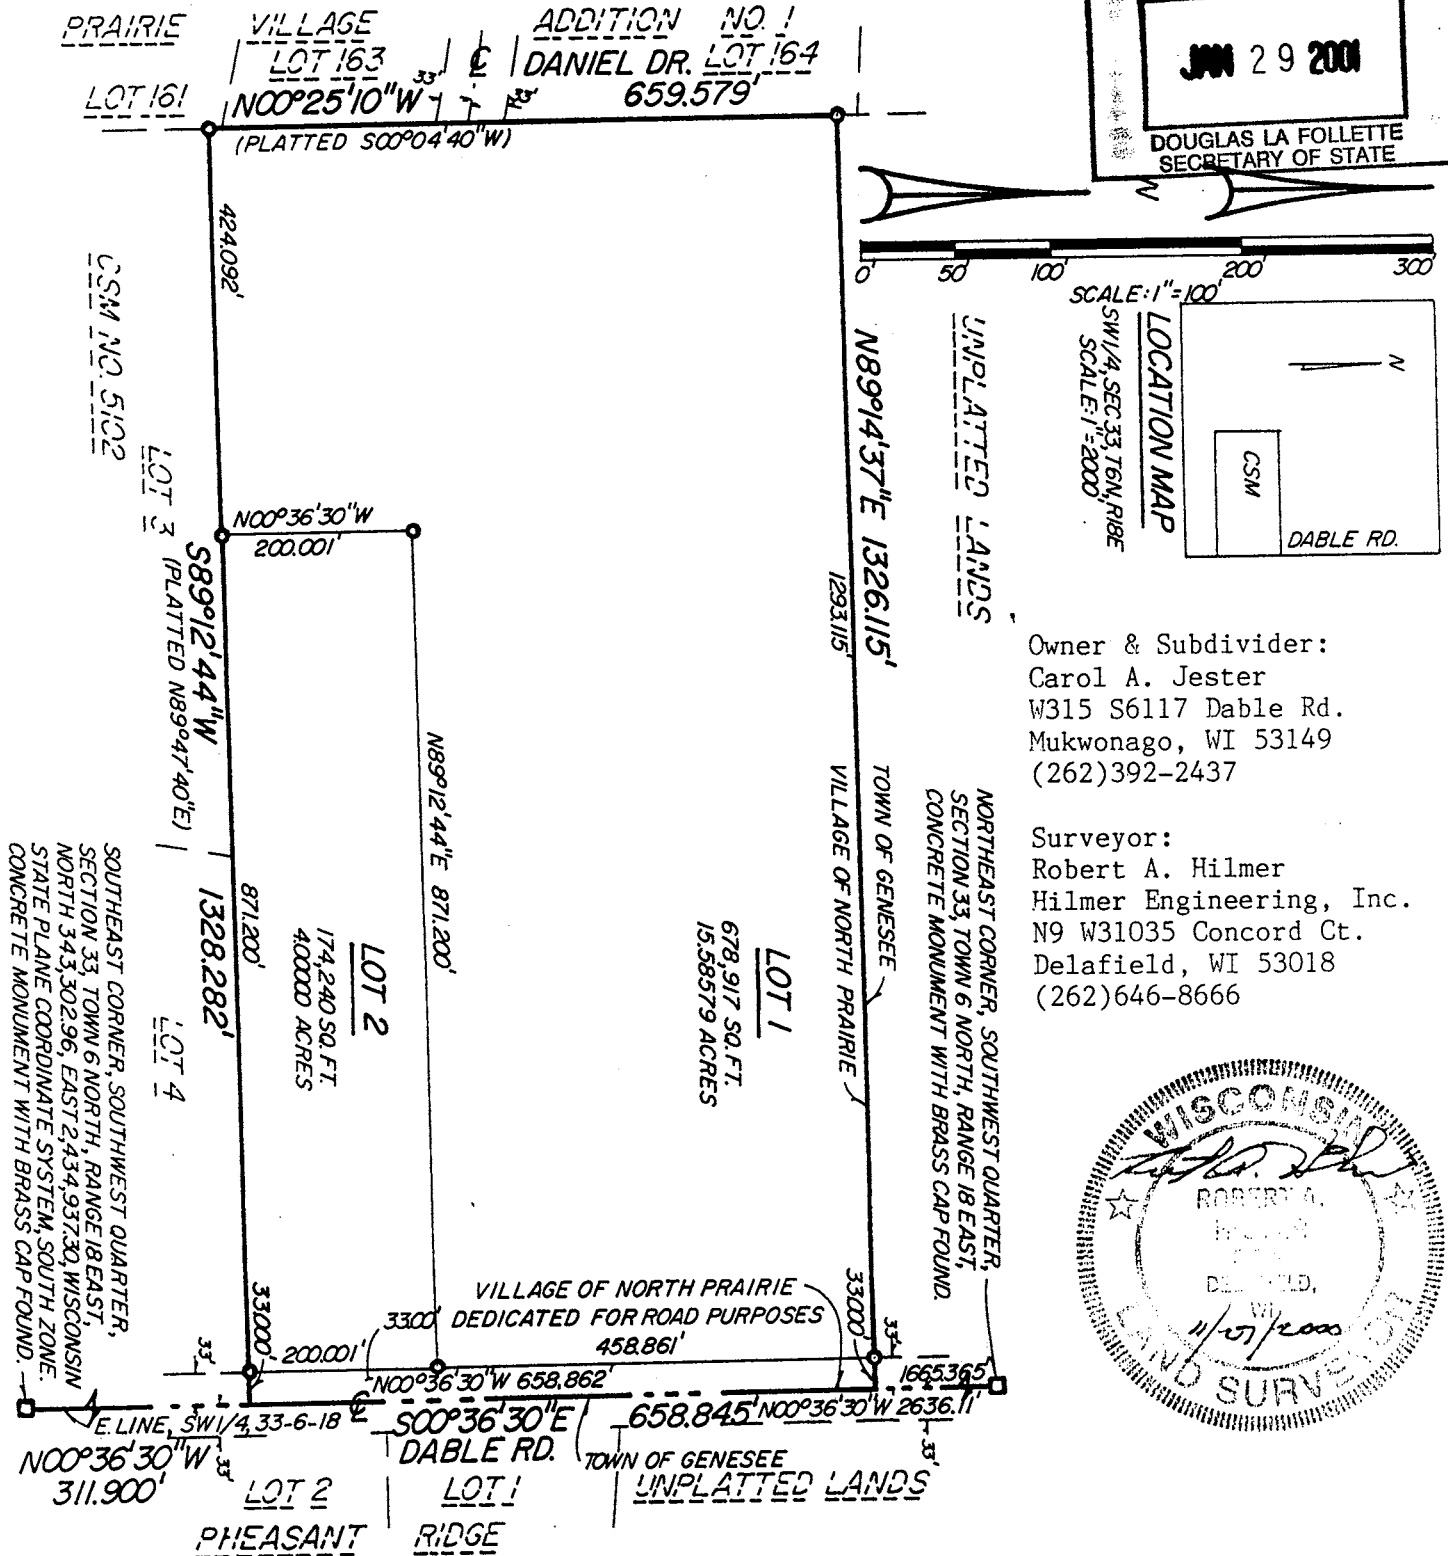 PRAIRIE VILLAGE ADDITION NO. 1
LOT 163 33' ℄ DANIEL DR. LOT 164
LOT 161 N00°25'10"W 33' 659.579'
(PLATTED S00°04'40"W)
JAN 29 2001
DOUGLAS LA FOLLETTE
SECRETARY OF STATE
N
0' 50' 100' 200' 300'
SCALE: 1"=100'
LOCATION MAP
SW1/4, SEC33, T6N, R18E
SCALE: 1"=2000'
N
CSM
DABLE RD.
424.092'
CSM NO. 5102
LOT 3
(PLATTED N89°47'40"E)
S89°12'44"W
1328.282'
871.200'
LOT 4
N00°36'30"W
200.001'
N89°12'44"E 871.200'
LOT 2
174,240 SQ.FT.
4.00000 ACRES
LOT 1
678,917 SQ.FT.
15.58579 ACRES
N89°14'37"E 1326.115'
1293.115'
UNPLATTED LANDS
TOWN OF GENESEE
VILLAGE OF NORTH PRAIRIE
NORTHEAST CORNER, SOUTHWEST QUARTER,
SECTION 33, TOWN 6 NORTH, RANGE 18 EAST,
CONCRETE MONUMENT WITH BRASS CAP FOUND.
Owner & Subdivider:
Carol A. Jester
W315 S6117 Dable Rd.
Mukwonago, WI 53149
(262)392-2437
Surveyor:
Robert A. Hilmer
Hilmer Engineering, Inc.
N9 W31035 Concord Ct.
Delafield, WI 53018
(262)646-8666
WISCONSIN
ROBERT A.
WI
11/27/2000
LAND SURVEYOR
SOUTHEAST CORNER, SOUTHWEST QUARTER,
SECTION 33, TOWN 6 NORTH, RANGE 18 EAST,
NORTH 343,302.96, EAST 2,434,937.30, WISCONSIN
STATE PLANE COORDINATE SYSTEM, SOUTH ZONE.
CONCRETE MONUMENT WITH BRASS CAP FOUND.
VILLAGE OF NORTH PRAIRIE
33.00' DEDICATED FOR ROAD PURPOSES
33.000' 200.001' 458.861' 33.000' 33'
33' N00°36'30"W 658.862' 1665.365'
E. LINE, SW1/4, 33-6-18 ℄ S00°36'30"E 658.845' N00°36'30"W 2636.11'
N00°36'30"W 33' DABLE RD. TOWN OF GENESEE 33'
311.900' LOT 2 LOT 1 UNPLATTED LANDS
PHEASANT RIDGE